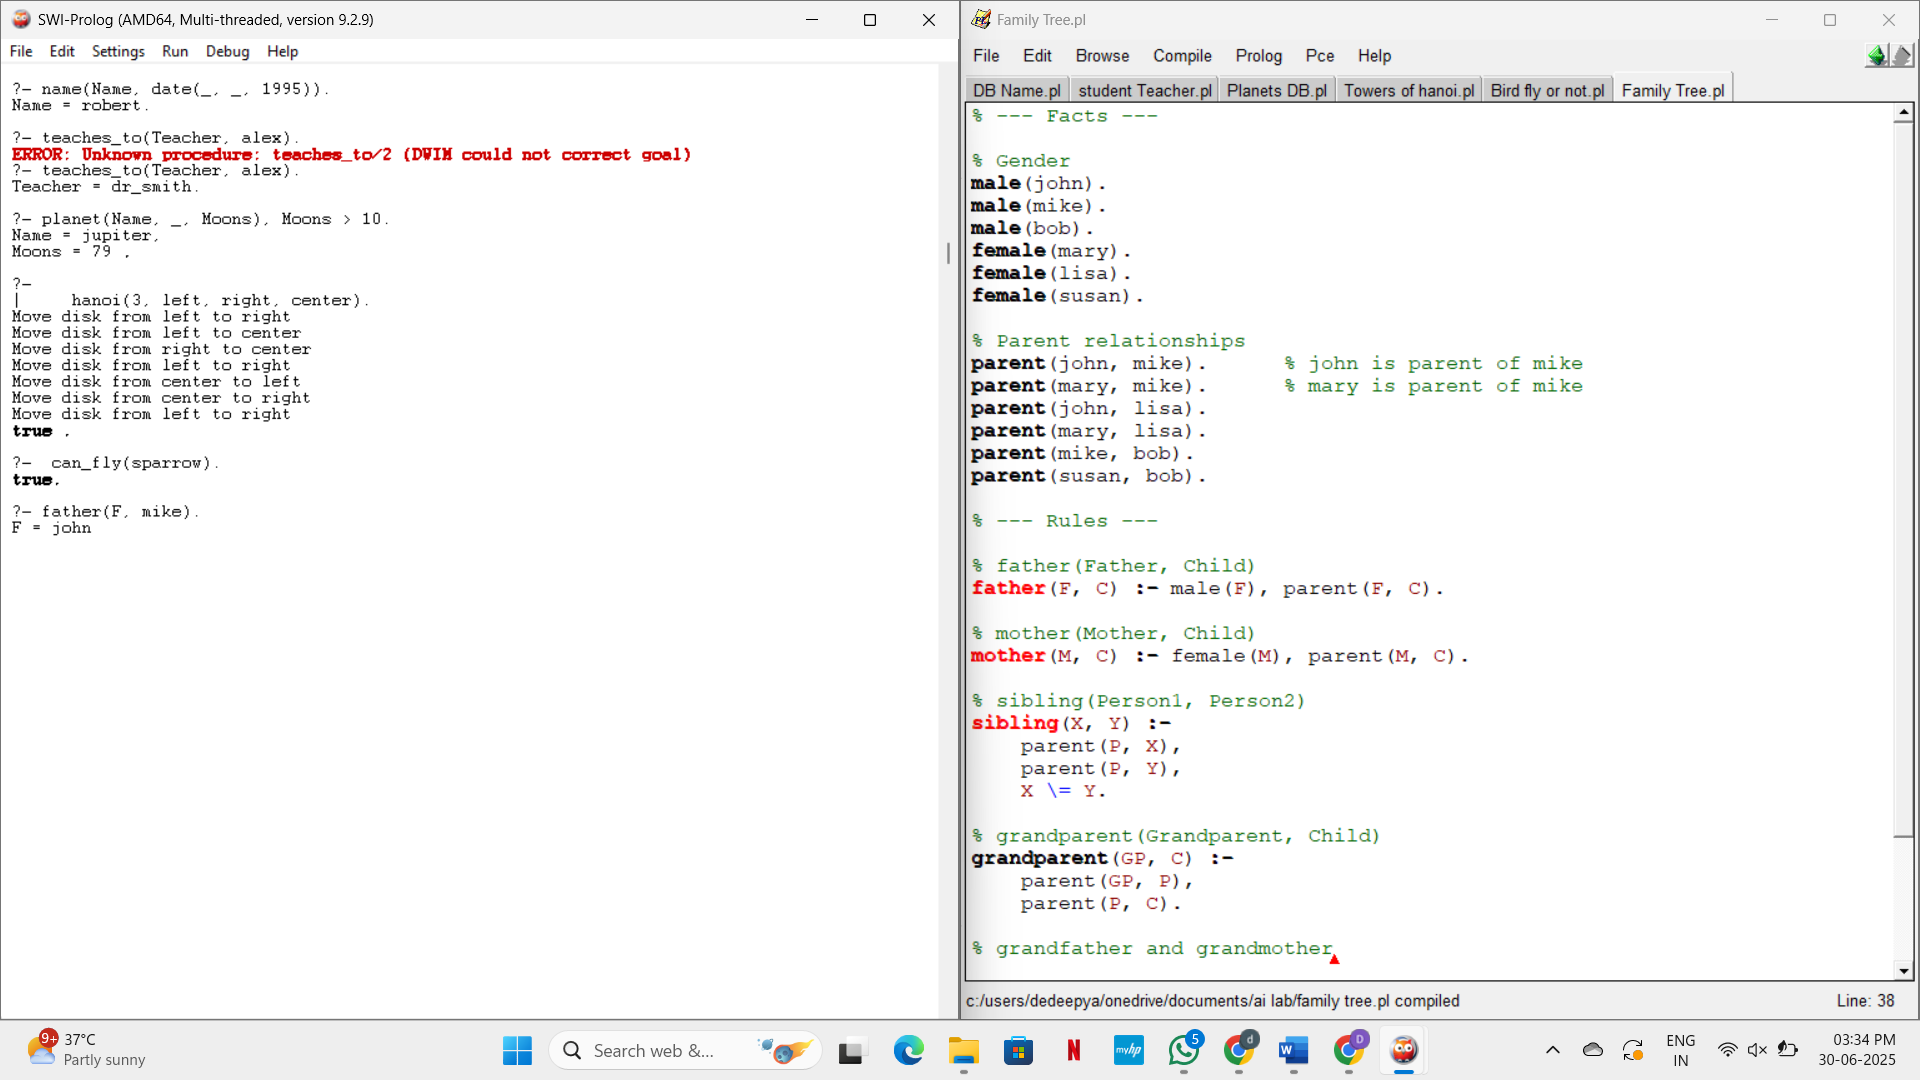 SWI-Prolog (AMD64, Multi-threaded, version 9.2.9)
File Edit Settings Run Debug Help
?- name(Name, date(_, _, 1995)).
Name = robert.
?- teaches_to(Teacher, alex).
ERROR: Unknown procedure: teaches_to/2 (DWIM could not correct goal)
?- teaches_to(Teacher, alex).
Teacher = dr_smith.
?- planet(Name, _, Moons), Moons > 10.
Name = jupiter,
Moons = 79 .
?-
|     hanoi(3, left, right, center).
Move disk from left to right
Move disk from left to center
Move disk from right to center
Move disk from left to right
Move disk from center to left
Move disk from center to right
Move disk from left to right
true .
?-  can_fly(sparrow).
true.
?- father(F, mike).
F = john
Family Tree.pl
File Edit Browse Compile Prolog Pce Help
DB Name.pl student Teacher.pl Planets DB.pl Towers of hanoi.pl Bird fly or not.pl Family Tree.pl
% --- Facts ---
% Gender
male(john).
male(mike).
male(bob).
female(mary).
female(lisa).
female(susan).
% Parent relationships
parent(john, mike).      % john is parent of mike
parent(mary, mike).      % mary is parent of mike
parent(john, lisa).
parent(mary, lisa).
parent(mike, bob).
parent(susan, bob).
% --- Rules ---
% father(Father, Child)
father(F, C) :- male(F), parent(F, C).
% mother(Mother, Child)
mother(M, C) :- female(M), parent(M, C).
% sibling(Person1, Person2)
sibling(X, Y) :-
    parent(P, X),
    parent(P, Y),
    X \= Y.
% grandparent(Grandparent, Child)
grandparent(GP, C) :-
    parent(GP, P),
    parent(P, C).
% grandfather and grandmother
c:/users/dedeepya/onedrive/documents/ai lab/family tree.pl compiled
Line: 38
9+
37°C
Partly sunny
Search web &...
N
myhp
5
d
W
D
ENG
IN
03:34 PM
30-06-2025